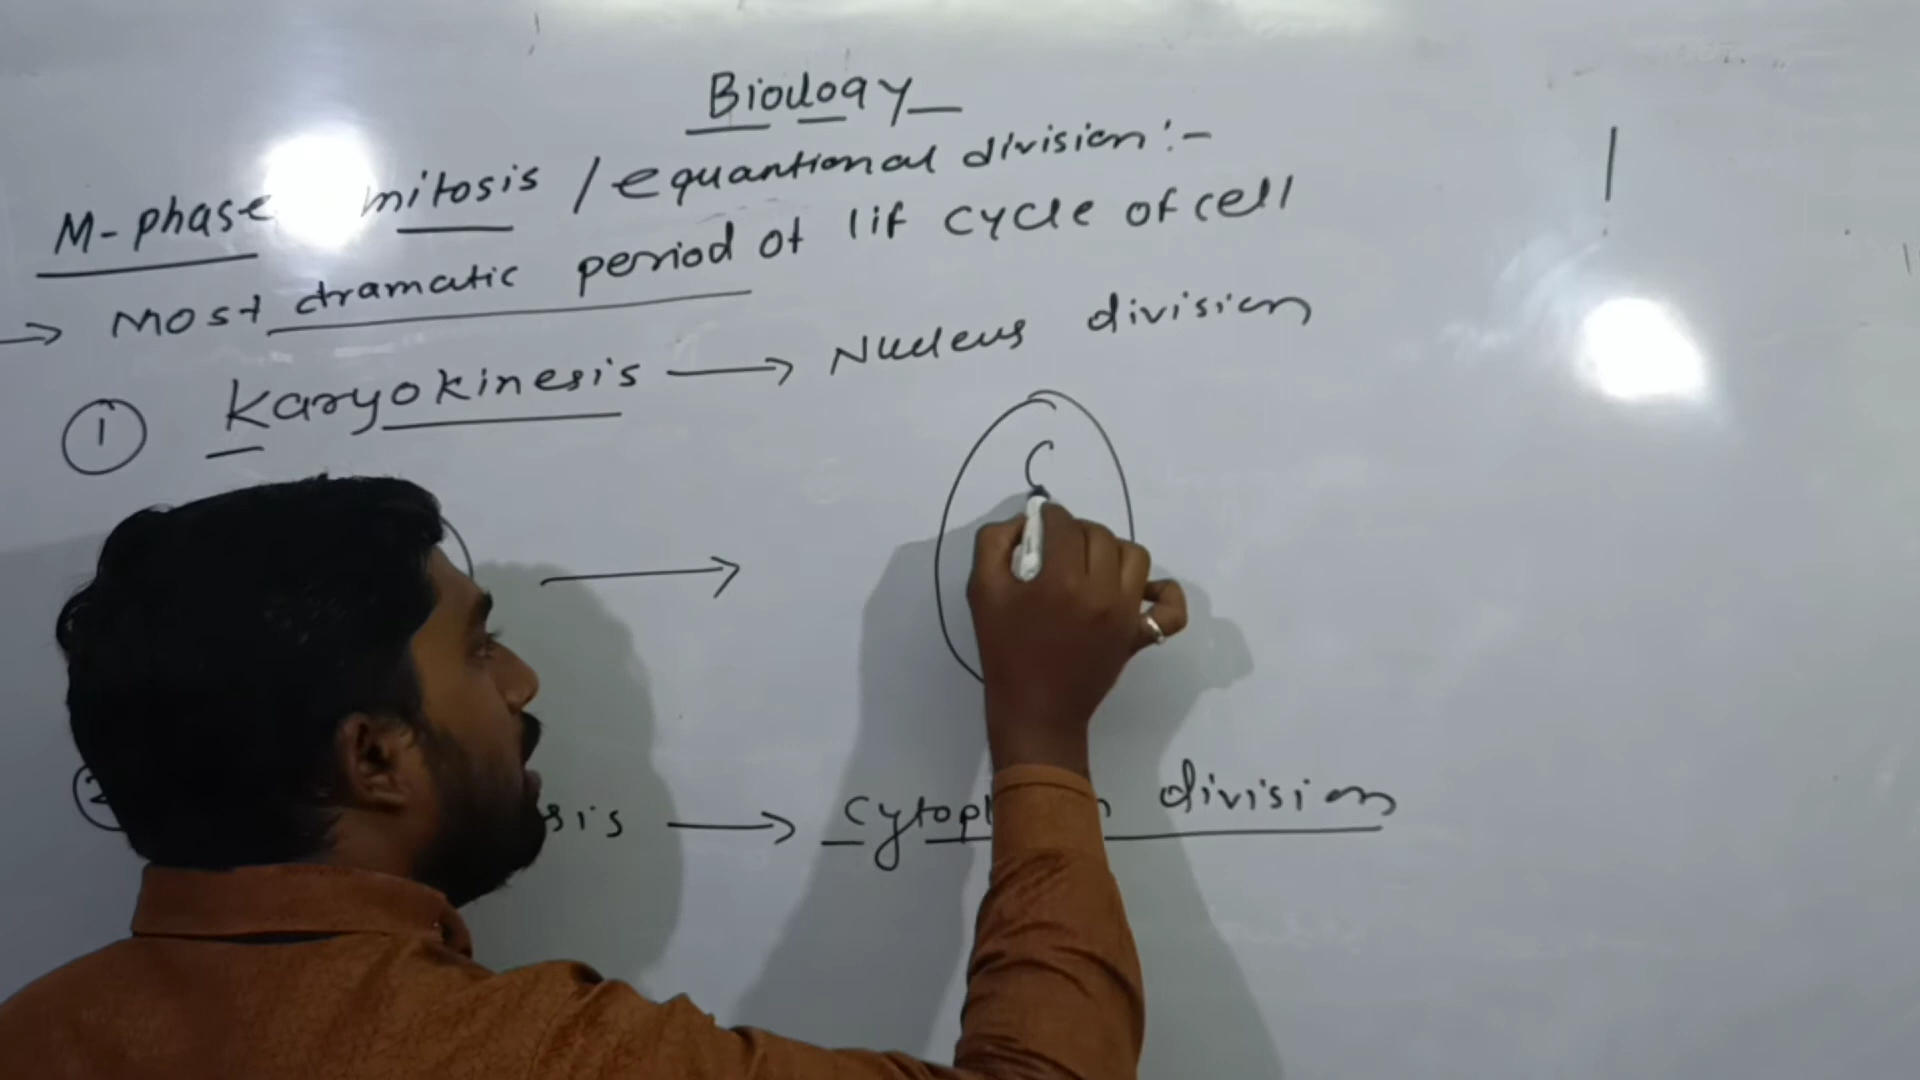 Biology
M-phase mitosis / equantional division :-
→ Most dramatic period of lif cycle of cell
① Karyokinesis → Nucleus division
② sis → Cytop division